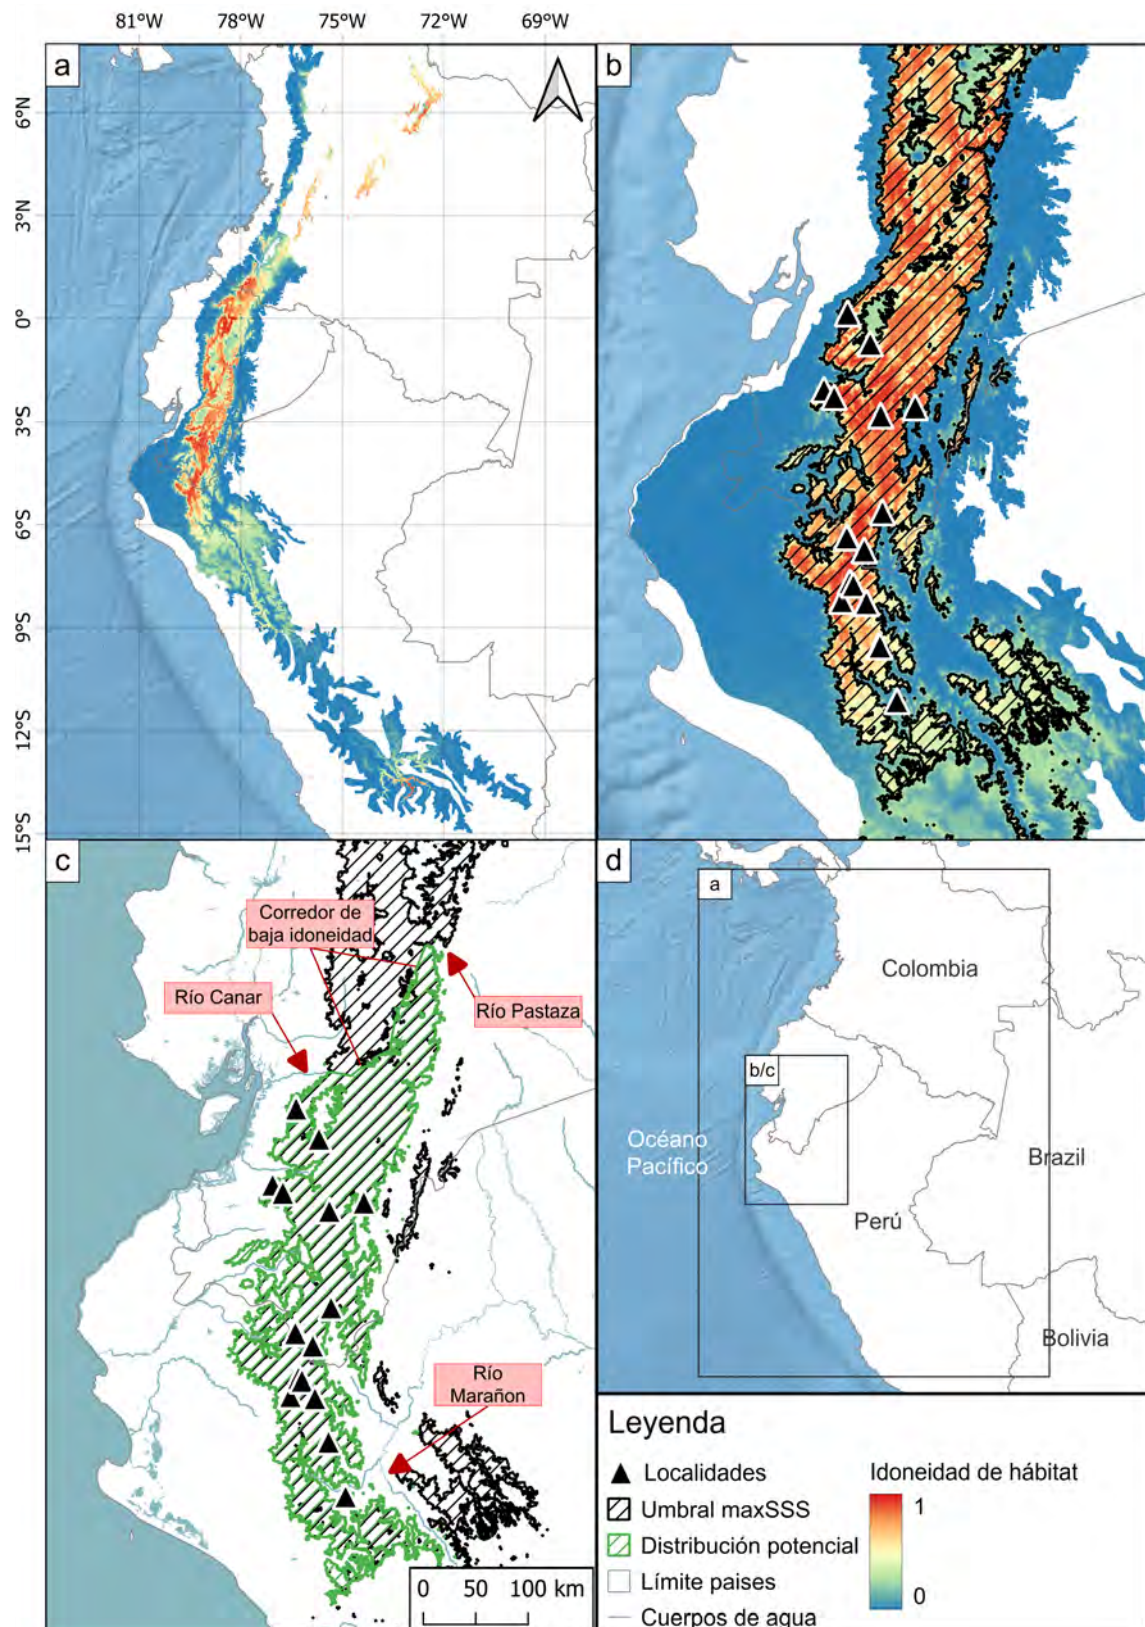 81°W 78°W 75°W 72°W 69°W
a
b
6°N
3°N
0°
3°S
6°S
9°S
12°S
15°S
c
Corredor de
baja idoneidad
Río Canar
Río Pastaza
Río
Marañon
0 50 100 km
d
a
Colombia
b/c
Océano
Pacífico
Brazil
Perú
Bolivia
Leyenda
Localidades
Umbral maxSSS
Distribución potencial
Límite paises
Cuerpos de agua
Idoneidad de hábitat
1
0